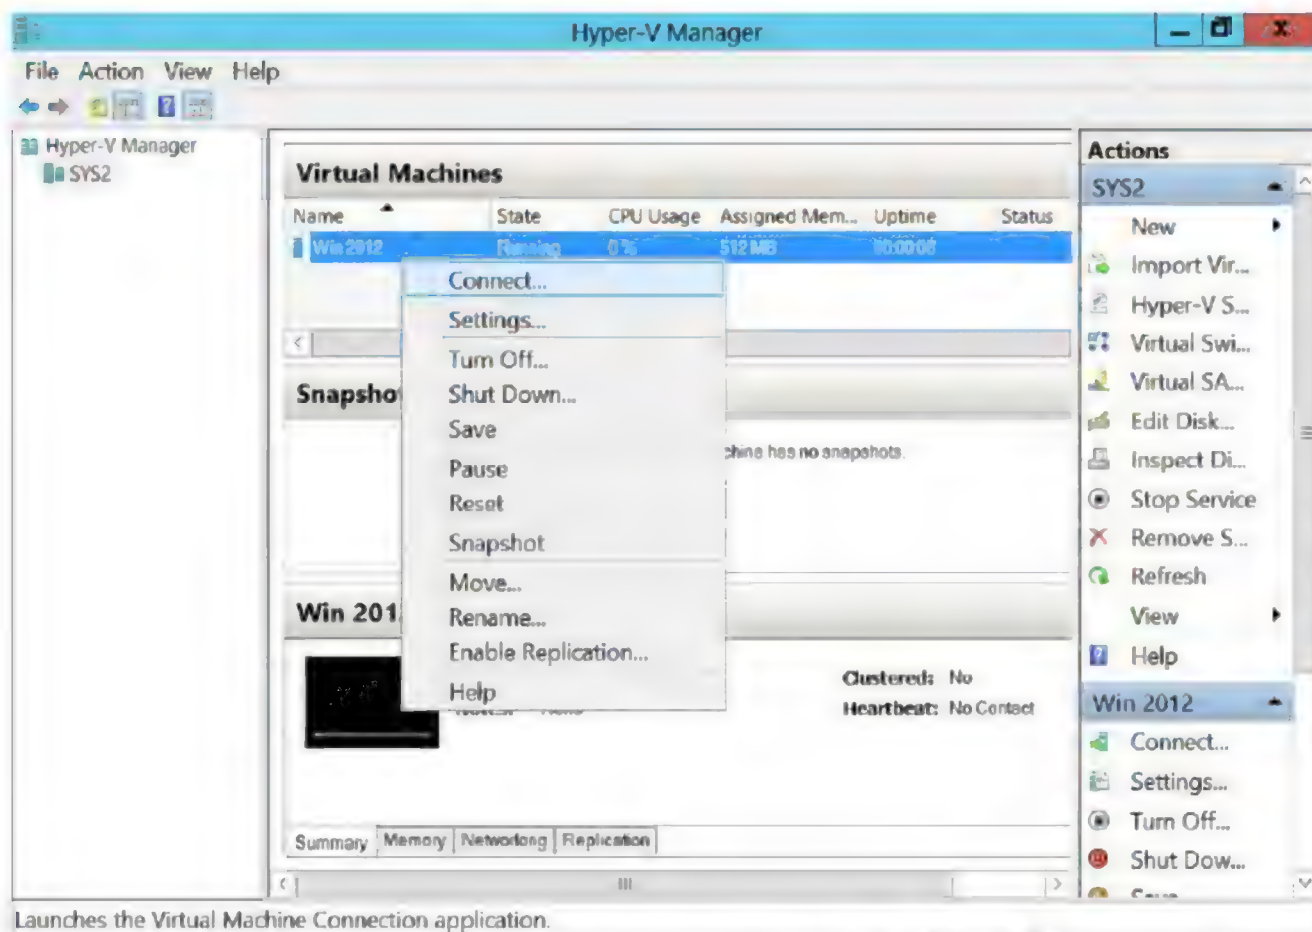 Hyper-V Manager
File Action View Help
Hyper-V Manager
SYS2
Virtual Machines
Name State CPU Usage Assigned Mem... Uptime Status
Win 2012 Running 0 % 512 MB
Connect...
Settings...
Turn Off...
Shut Down...
Save
Pause
Reset
Snapshot
Move...
Rename...
Enable Replication...
Help
Snapsho
chine has no snapshots.
Win 201
Clustered: No
Heartbeat: No Contact
Summary Memory Networking Replication
Actions
SYS2
New
Import Vir...
Hyper-V S...
Virtual Swi...
Virtual SA...
Edit Disk...
Inspect Di...
Stop Service
Remove S...
Refresh
View
Help
Win 2012
Connect...
Settings...
Turn Off...
Shut Dow...
Launches the Virtual Machine Connection application.